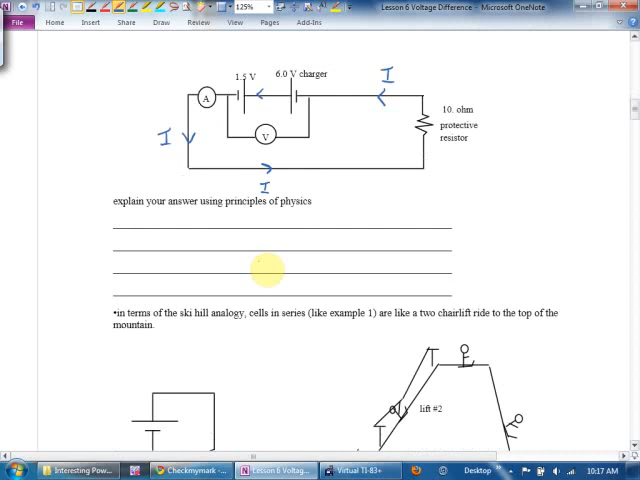 Lesson 6 Voltage Difference - Microsoft OneNote
File
Home
Insert
Share
Draw
Review
View
Add-Ins
125%
1.5 V
6.0 V charger
I
A
10. ohm
protective
resistor
I
V
I
explain your answer using principles of physics
•in terms of the ski hill analogy, cells in series (like example 1) are like a two chairlift ride to the top of the
mountain.
lift #2
Interesting Pow...
Checkmymark
Lesson 6 Voltag...
Virtual TI-83+
Desktop
10:17 AM